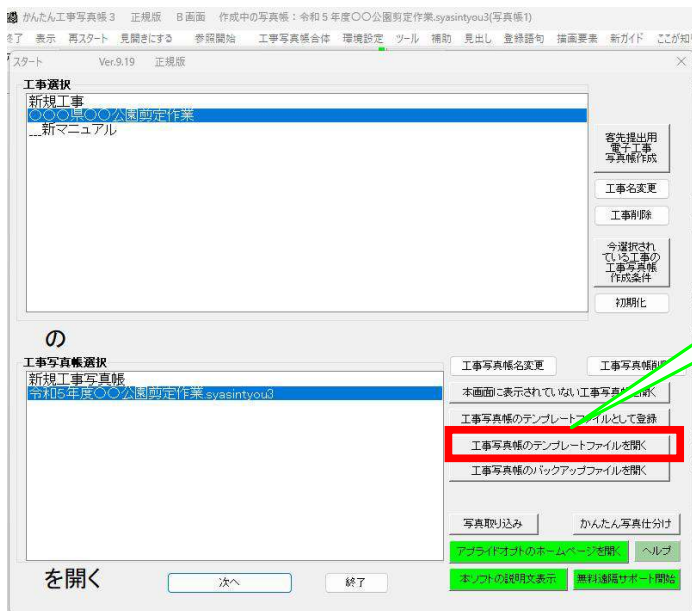 かんたん工事写真帳3 正規版 B画面 作成中の写真帳：令和5年度〇〇公園剪定作業.syasintyou3(写真帳1)
終了 表示 再スタート 見開きにする 参照開始 工事写真帳合体 環境設定 ツール 補助 見出し 登録語句 描画要素 新ガイド ここが知り
スタート Ver.9.19 正規版
工事選択
新規工事
〇〇〇県〇〇公園剪定作業
__新マニュアル
客先提出用
電子工事
写真帳作成
工事名変更
工事削除
今選択され
ている工事の
工事写真帳
作成条件
初期化
の
工事写真帳選択
新規工事写真帳
令和5年度〇〇公園剪定作業.syasintyou3
工事写真帳名変更 工事写真帳削
本画面に表示されていない工事写真帳を開く
工事写真帳のテンプレートファイルとして登録
工事写真帳のテンプレートファイルを開く
工事写真帳のバックアップファイルを開く
写真取り込み かんたん写真仕分け
アプライドオプトのホームページを開く ヘルプ
を開く 次へ 終了 本ソフトの説明文表示 無料遠隔サポート開始